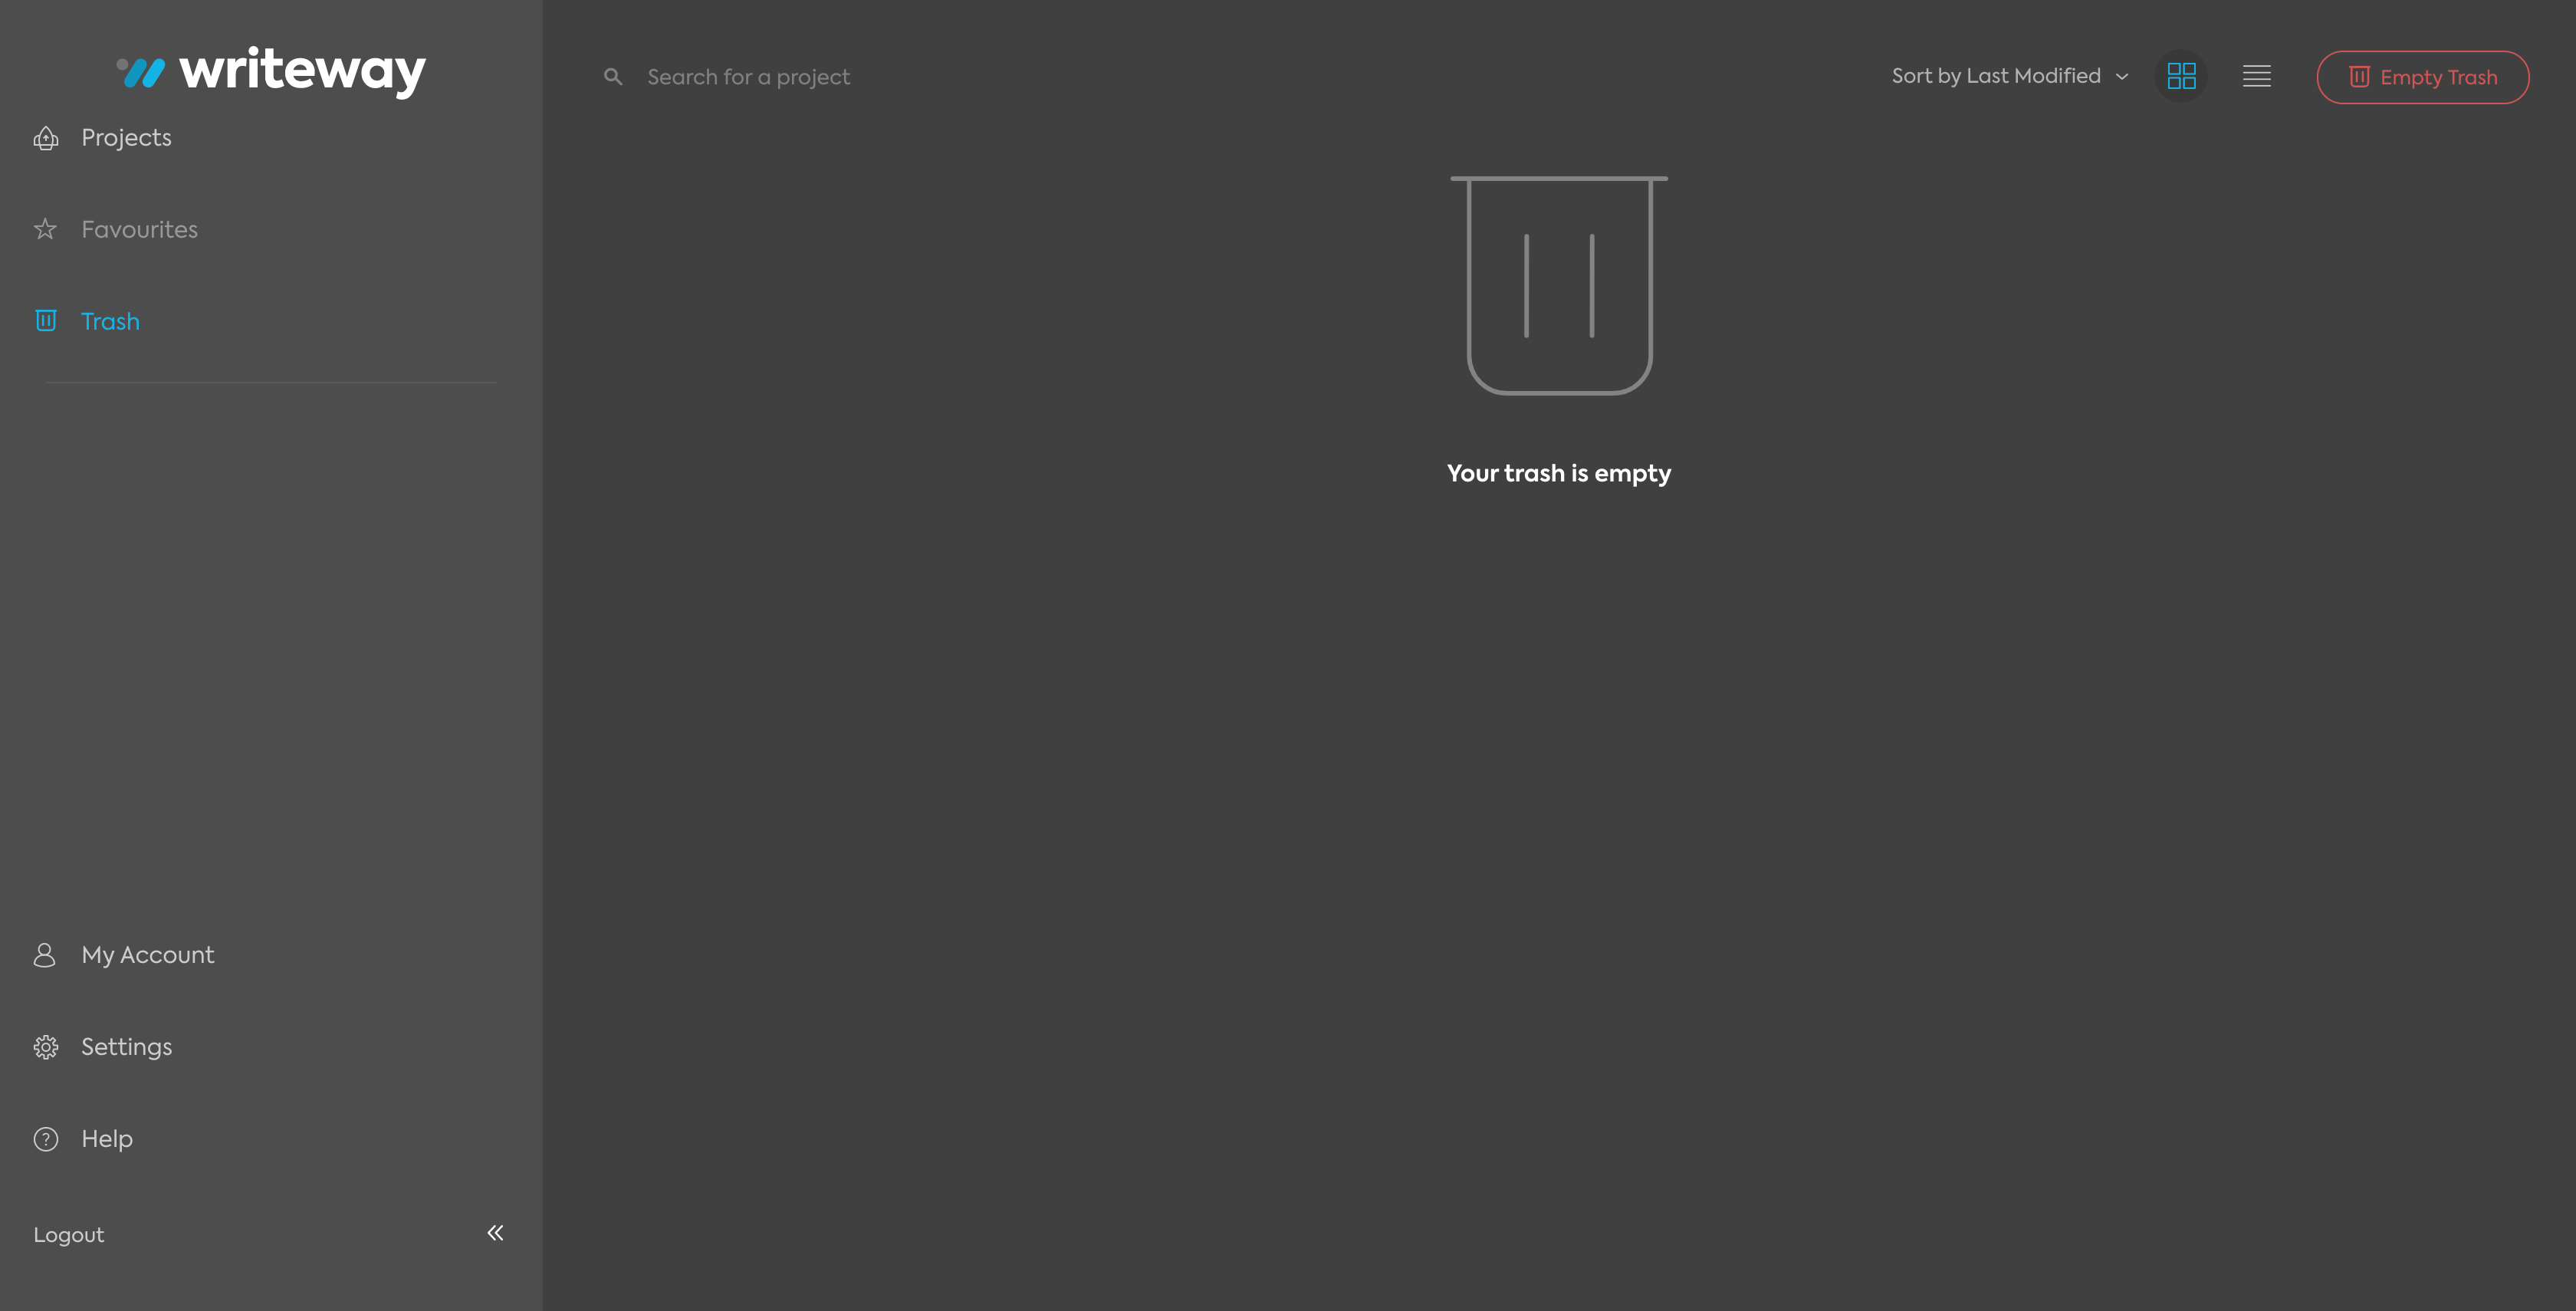 writeway
Projects
Favourites
Trash
My Account
Settings
Help
Logout
Search for a project
Sort by Last Modified
Empty Trash
Your trash is empty